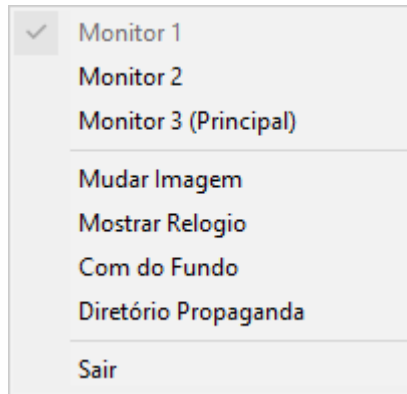 Monitor 1
Monitor 2
Monitor 3 (Principal)
Mudar Imagem
Mostrar Relogio
Com do Fundo
Diretório Propaganda
Sair